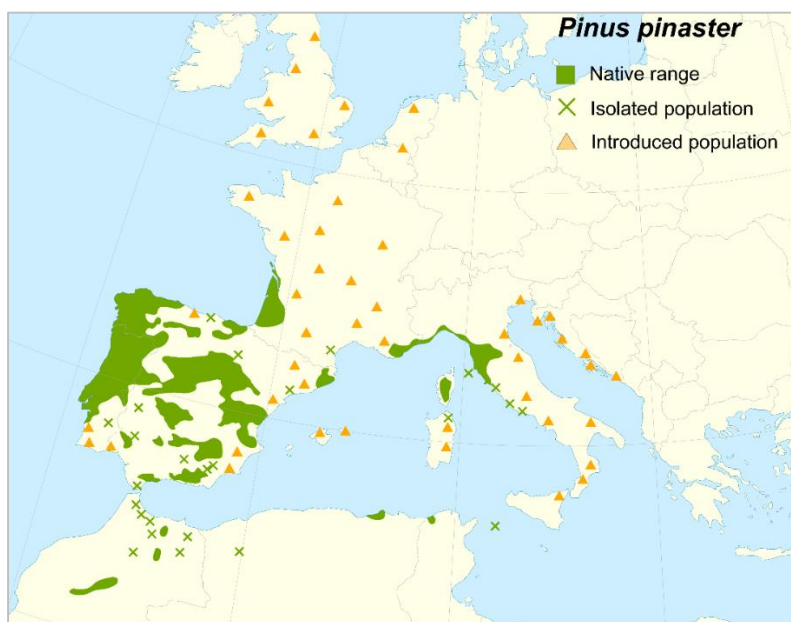 Pinus pinaster
Native range
Isolated population
Introduced population